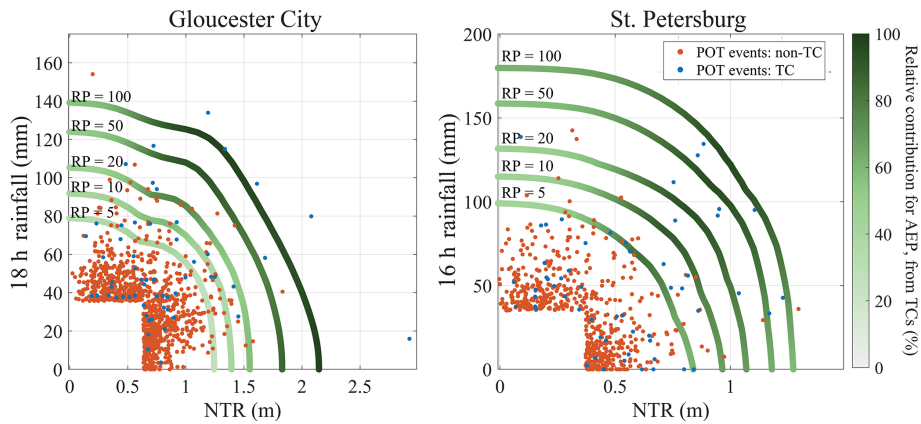 Gloucester City
18 h rainfall (mm)
160
140
120
100
80
60
40
20
0
RP = 100
RP = 50
RP = 20
RP = 10
RP = 5
0 0.5 1 1.5 2 2.5
NTR (m)
St. Petersburg
16 h rainfall (mm)
200
150
100
50
0
RP = 100
RP = 50
RP = 20
RP = 10
RP = 5
POT events: non-TC
POT events: TC
0 0.5 1
NTR (m)
100
80
60
40
20
0
Relative contribution for AEP, from TCs (%)